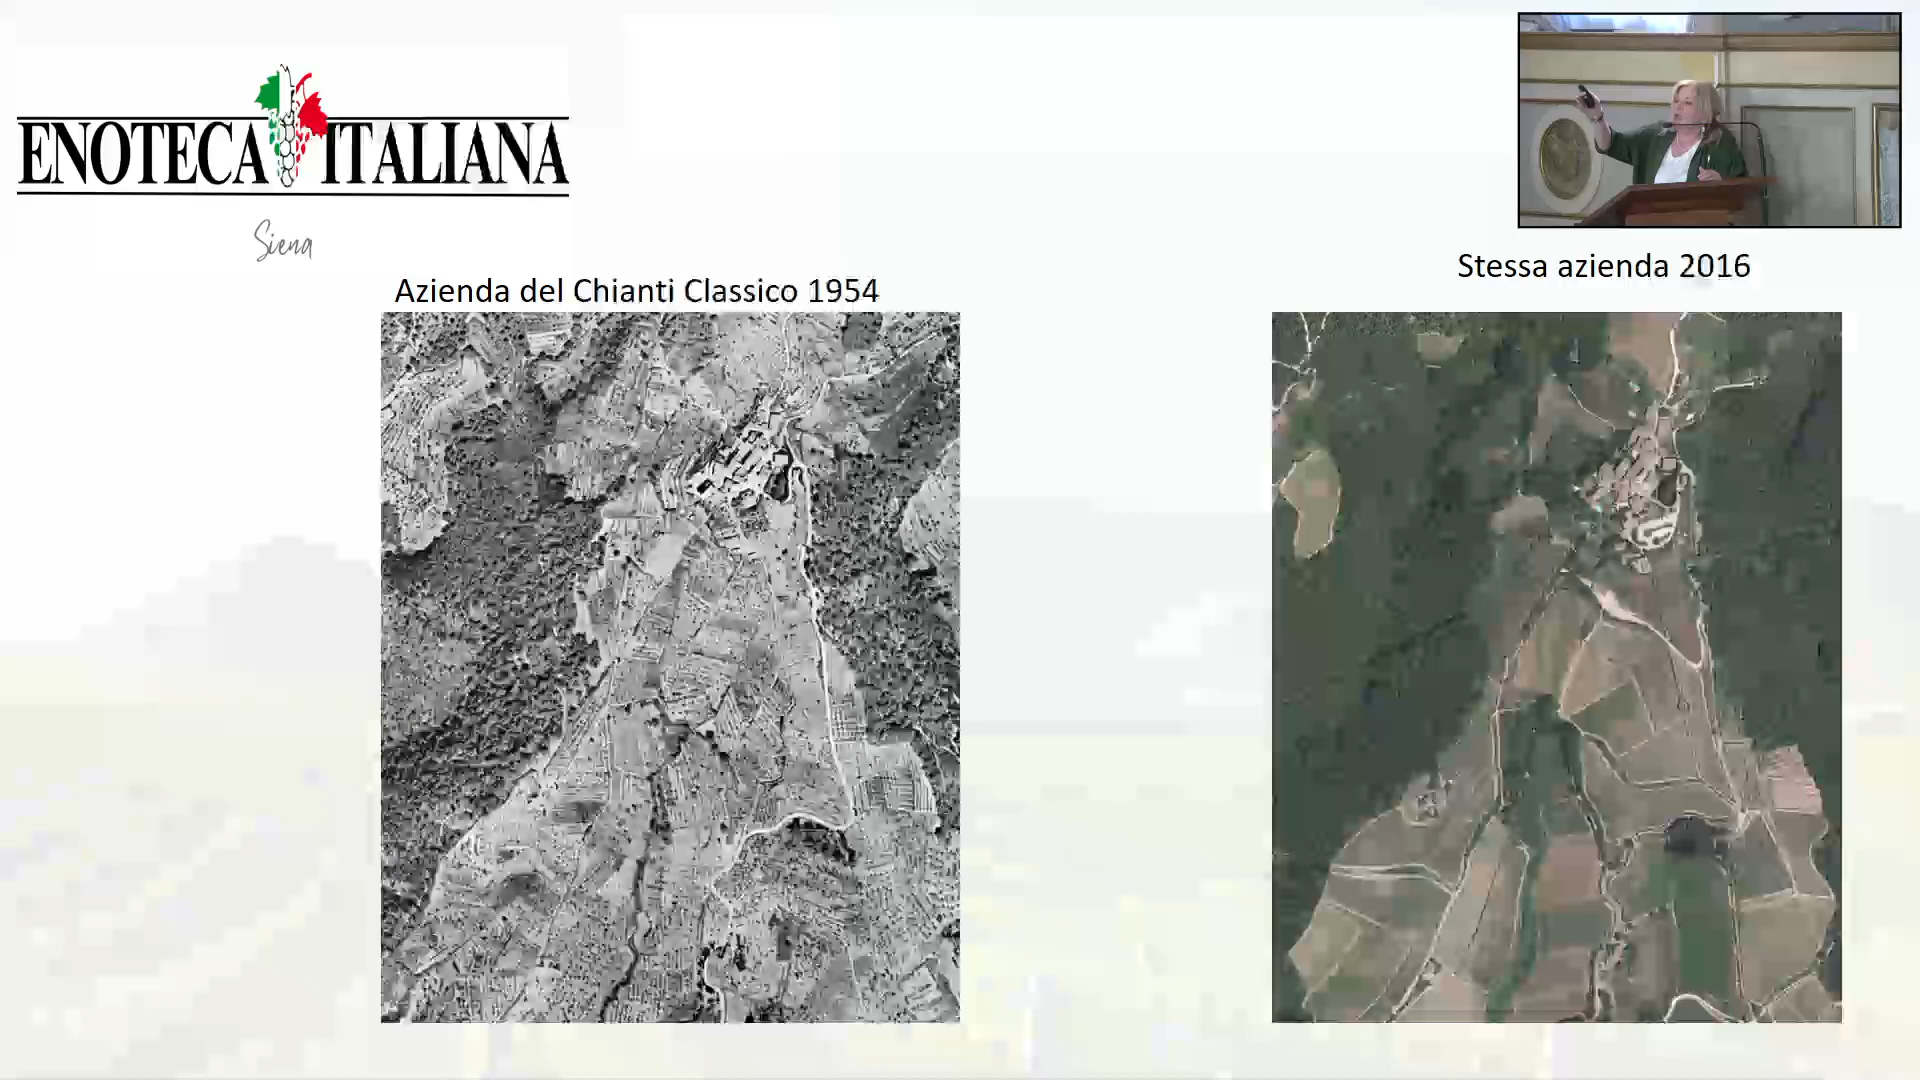 ENOTECA ITALIANA
Siena
Azienda del Chianti Classico 1954
Stessa azienda 2016